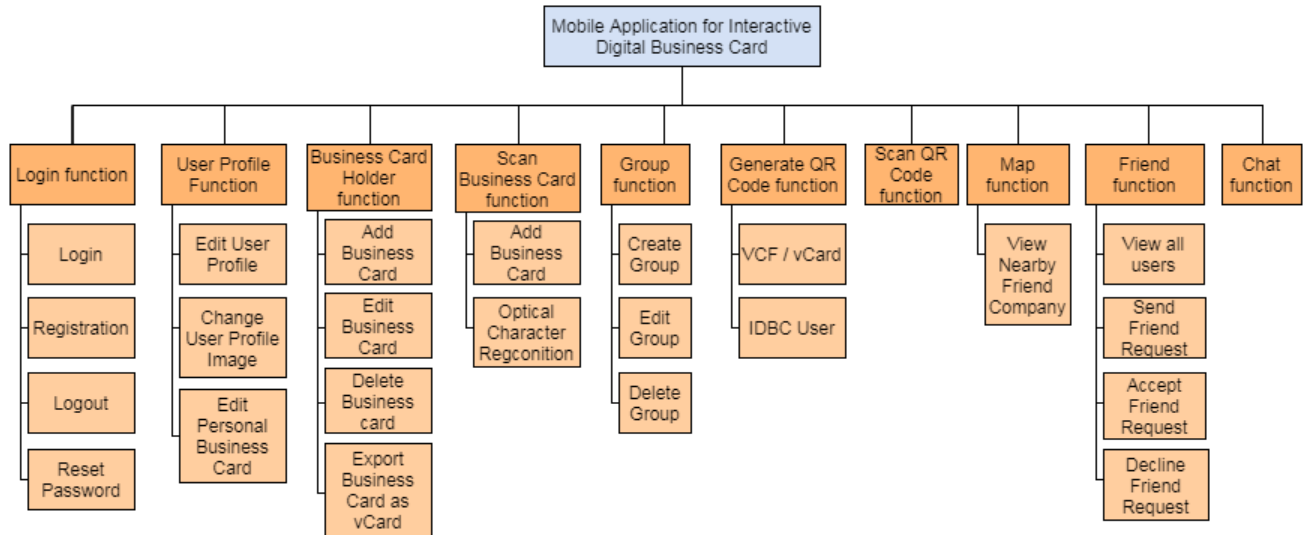 Mobile Application for Interactive
Digital Business Card
Login function
User Profile
Function
Business Card
Holder
function
Scan
Business Card
function
Group
function
Generate QR
Code function
Scan QR
Code
function
Map
function
Friend
function
Chat
function
Login
Registration
Logout
Reset
Password
Edit User
Profile
Change
User Profile
Image
Edit
Personal
Business
Card
Add
Business
Card
Edit
Business
Card
Delete
Business
card
Export
Business
Card as
vCard
Add
Business
Card
Optical
Character
Regconition
Create
Group
Edit
Group
Delete
Group
VCF / vCard
IDBC User
View
Nearby
Friend
Company
View all
users
Send
Friend
Request
Accept
Friend
Request
Decline
Friend
Request